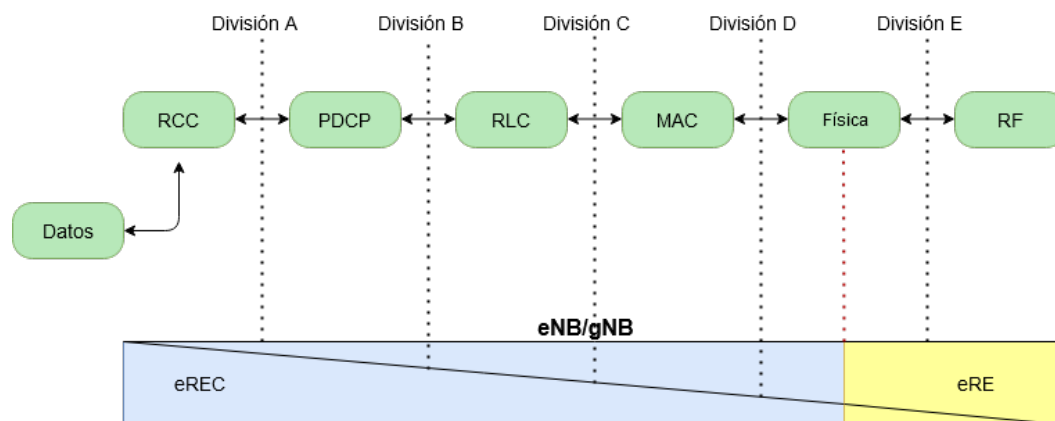 División A
División B
División C
División D
División E
RCC
PDCP
RLC
MAC
Física
RF
Datos
eNB/gNB
eREC
eRE